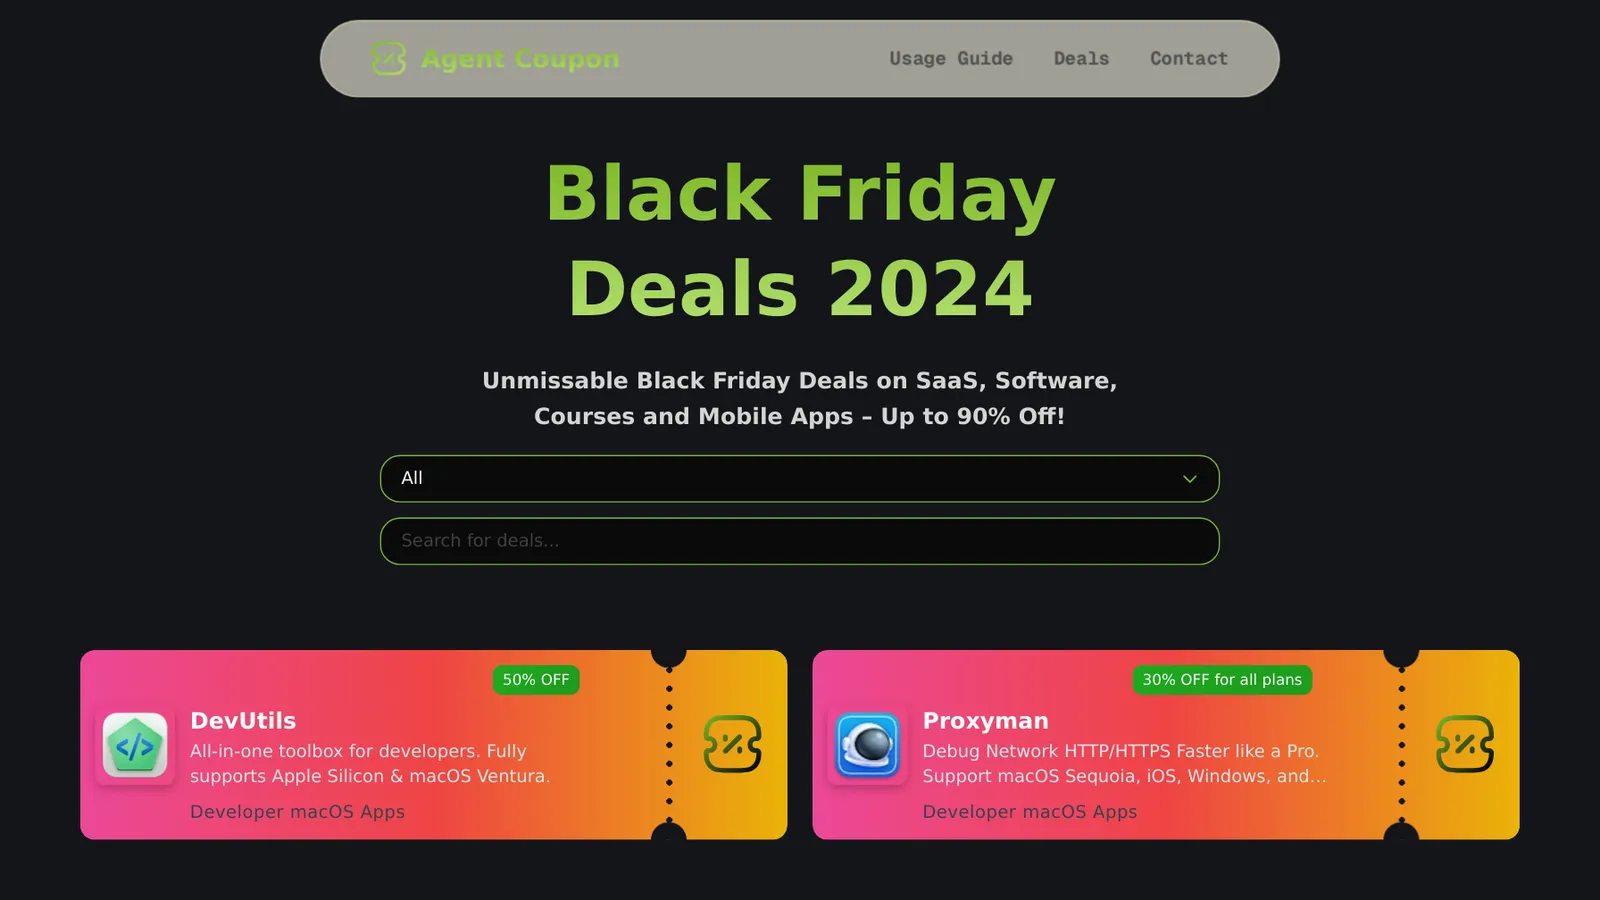 Agent Coupon
Usage Guide
Deals
Contact
Black Friday
Deals 2024
Unmissable Black Friday Deals on SaaS, Software,
Courses and Mobile Apps – Up to 90% Off!
All
Search for deals...
50% OFF
DevUtils
All-in-one toolbox for developers. Fully
supports Apple Silicon & macOS Ventura.
Developer macOS Apps
30% OFF for all plans
Proxyman
Debug Network HTTP/HTTPS Faster like a Pro.
Support macOS Sequoia, iOS, Windows, and...
Developer macOS Apps